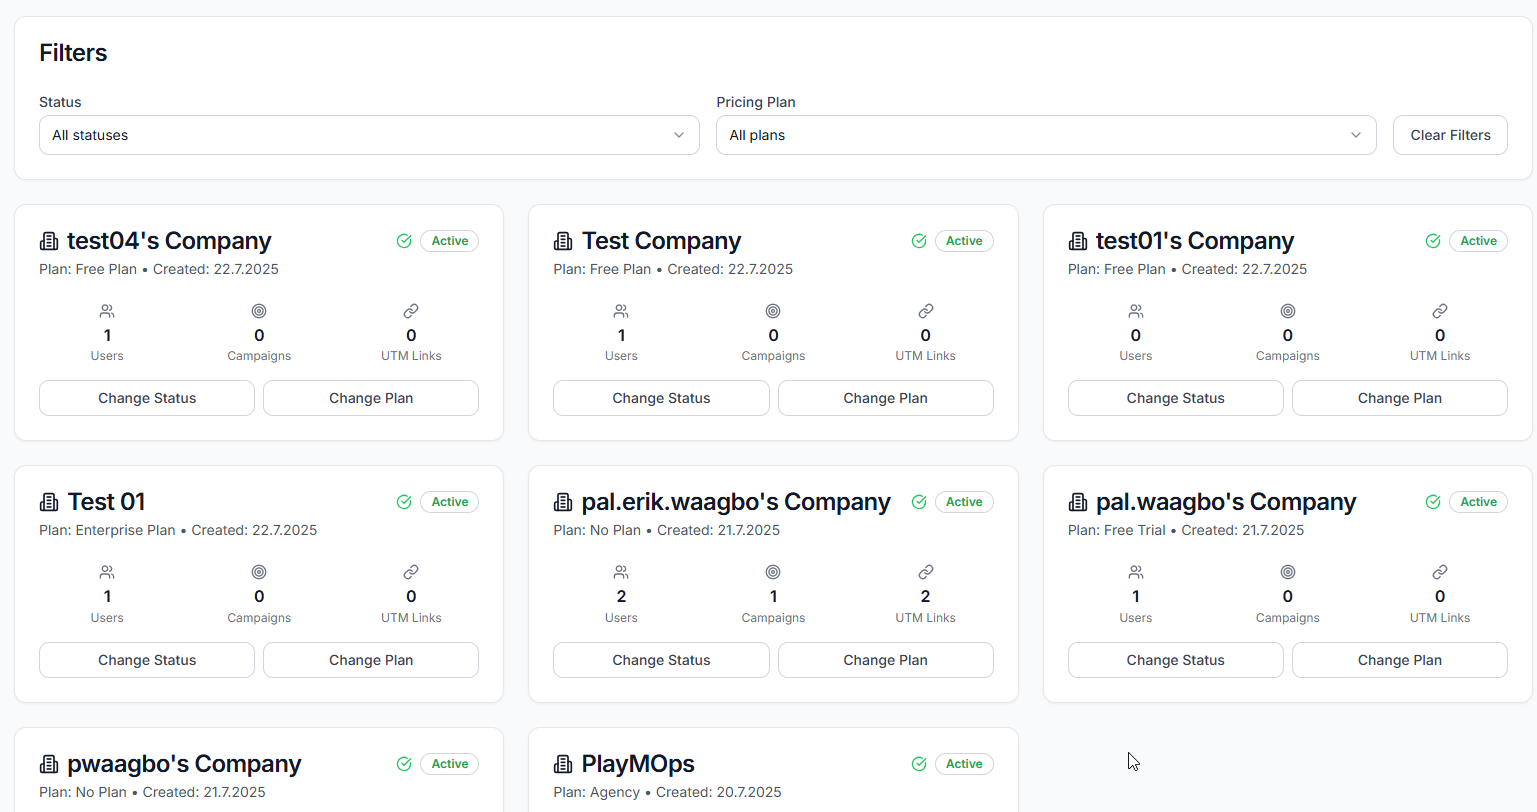 Filters
Status
Pricing Plan
All statuses
All plans
Clear Filters
test04's Company
Active
Plan: Free Plan • Created: 22.7.2025
1
0
0
Users
Campaigns
UTM Links
Change Status
Change Plan
Test Company
Active
Plan: Free Plan • Created: 22.7.2025
1
0
0
Users
Campaigns
UTM Links
Change Status
Change Plan
test01's Company
Active
Plan: Free Plan • Created: 22.7.2025
0
0
0
Users
Campaigns
UTM Links
Change Status
Change Plan
Test 01
Active
Plan: Enterprise Plan • Created: 22.7.2025
1
0
0
Users
Campaigns
UTM Links
Change Status
Change Plan
pal.erik.waagbo's Company
Active
Plan: No Plan • Created: 21.7.2025
2
1
2
Users
Campaigns
UTM Links
Change Status
Change Plan
pal.waagbo's Company
Active
Plan: Free Trial • Created: 21.7.2025
1
0
0
Users
Campaigns
UTM Links
Change Status
Change Plan
pwaagbo's Company
Active
Plan: No Plan • Created: 21.7.2025
PlayMOps
Active
Plan: Agency • Created: 20.7.2025